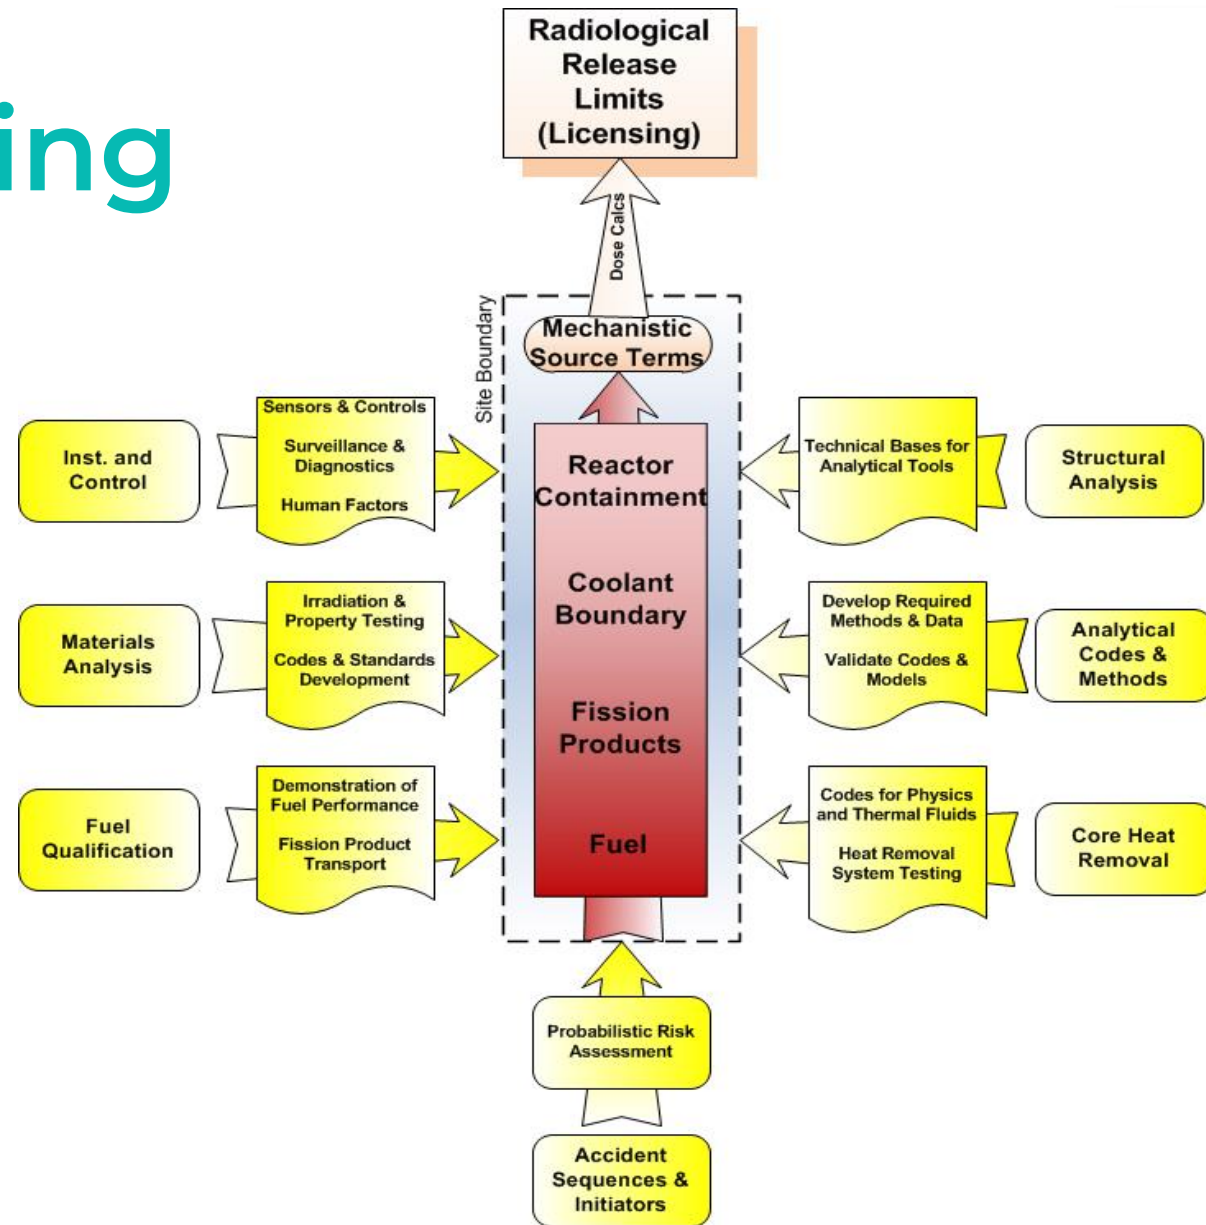 ing
Radiological
Release
Limits
(Licensing)
Dose Calcs
Site Boundary
Mechanistic
Source Terms
Inst. and
Control
Sensors & Controls
Surveillance &
Diagnostics
Human Factors
Reactor
Containment
Technical Bases for
Analytical Tools
Structural
Analysis
Materials
Analysis
Irradiation &
Property Testing
Codes & Standards
Development
Coolant
Boundary
Develop Required
Methods & Data
Validate Codes &
Models
Analytical
Codes &
Methods
Fuel
Qualification
Demonstration of
Fuel Performance
Fission Product
Transport
Fission
Products
Fuel
Codes for Physics
and Thermal Fluids
Heat Removal
System Testing
Core Heat
Removal
Probabilistic Risk
Assessment
Accident
Sequences &
Initiators